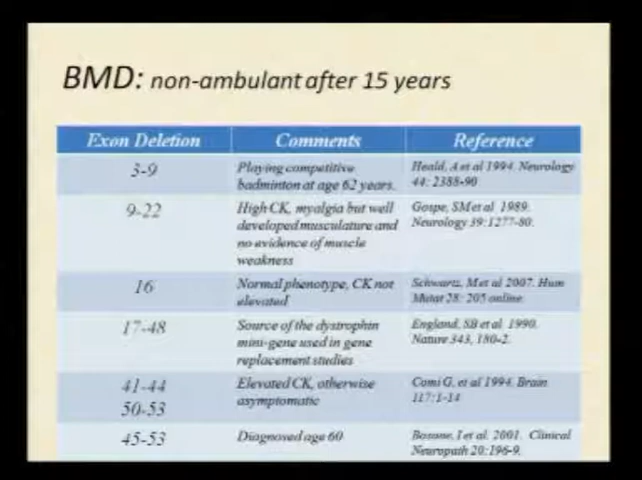 BMD: non-ambulant after 15 years
Exon Deletion Comments Reference
3-9 Playing competitive badminton at age 62 years. Heald, A et al 1994. Neurology 44: 2388-90
9-22 High CK, myalgia but well developed musculature and no evidence of muscle weakness Gospe, SM et al 1989. Neurology 39:1277-80.
16 Normal phenotype, CK not elevated Schwartz, M et al 2007. Hum Mutat 28: 205 online
17-48 Source of the dystrophin mini-gene used in gene replacement studies England, SB et al 1990. Nature 343, 180-2.
41-44
50-53 Elevated CK, otherwise asymptomatic Comi G, et al 1994. Brain 117:1-14
45-53 Diagnosed age 60 et al. 2001. Clinical Neuropath 20:196-9.